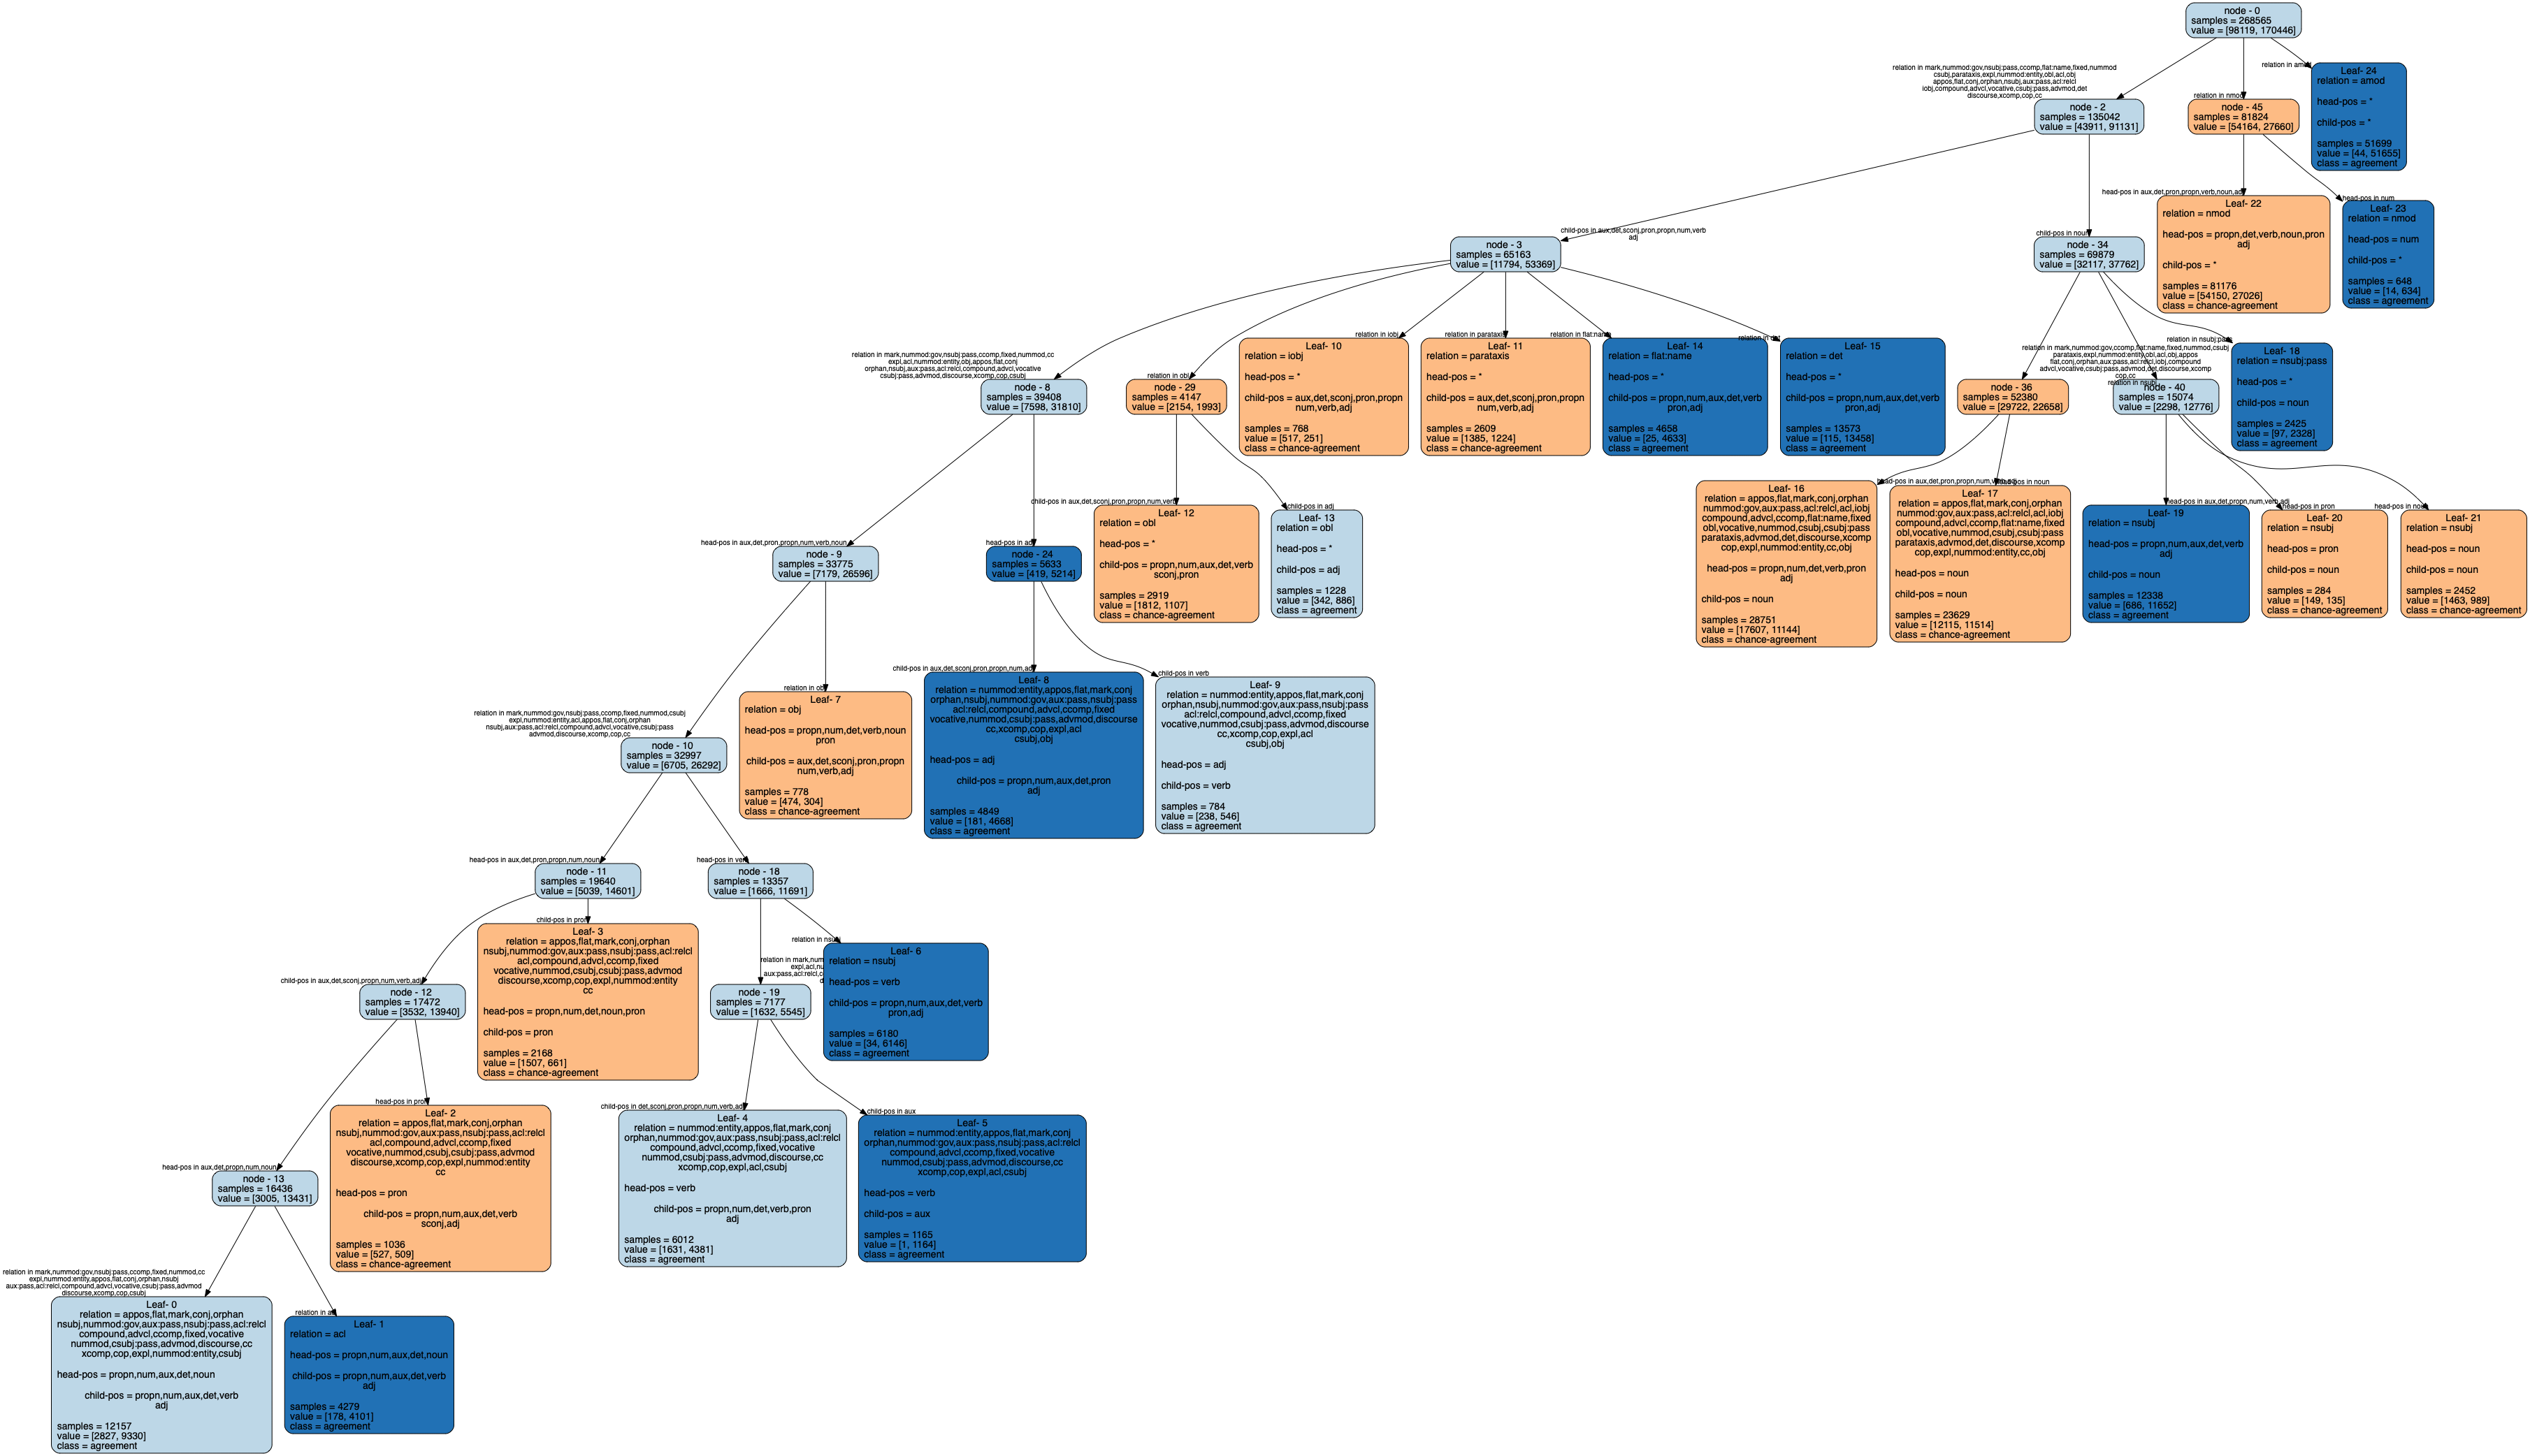 node - 0
samples = 268565
value = [98119, 170446]
relation in mark,nummod:gov,nsubj:pass,ccomp,flat:name,fixed,nummod
csubj,parataxis,expl,nummod:entity,obl,acl,obj
appos,flat,conj,orphan,nsubj,aux:pass,acl:relcl
iobj,compound,advcl,vocative,csubj:pass,advmod,det
discourse,xcomp,cop,cc
node - 2
samples = 135042
value = [43911, 91131]
relation in nmod
node - 45
samples = 81824
value = [54164, 27660]
relation in amod
Leaf- 24
relation = amod
head-pos = *
child-pos = *
samples = 51699
value = [44, 51655]
class = agreement
head-pos in aux,det,pron,propn,verb,noun,adj
Leaf- 22
relation = nmod
head-pos = propn,det,verb,noun,pron
adj
child-pos = *
samples = 81176
value = [54150, 27026]
class = chance-agreement
head-pos in num
Leaf- 23
relation = nmod
head-pos = num
child-pos = *
samples = 648
value = [14, 634]
class = agreement
child-pos in aux,det,sconj,pron,propn,num,verb
adj
node - 3
samples = 65163
value = [11794, 53369]
child-pos in noun
node - 34
samples = 69879
value = [32117, 37762]
relation in mark,nummod:gov,nsubj:pass,ccomp,fixed,nummod,cc
expl,acl,nummod:entity,obj,appos,flat,conj
orphan,nsubj,aux:pass,acl:relcl,compound,advcl,vocative
csubj:pass,advmod,discourse,xcomp,cop,csubj
node - 8
samples = 39408
value = [7598, 31810]
relation in obl
node - 29
samples = 4147
value = [2154, 1993]
relation in iobj
Leaf- 10
relation = iobj
head-pos = *
child-pos = aux,det,sconj,pron,propn
num,verb,adj
samples = 768
value = [517, 251]
class = chance-agreement
relation in parataxis
Leaf- 11
relation = parataxis
head-pos = *
child-pos = aux,det,sconj,pron,propn
num,verb,adj
samples = 2609
value = [1385, 1224]
class = chance-agreement
relation in flat:name
Leaf- 14
relation = flat:name
head-pos = *
child-pos = propn,num,aux,det,verb
pron,adj
samples = 4658
value = [25, 4633]
class = agreement
relation in det
Leaf- 15
relation = det
head-pos = *
child-pos = propn,num,aux,det,verb
pron,adj
samples = 13573
value = [115, 13458]
class = agreement
relation in mark,nummod:gov,ccomp,flat:name,fixed,nummod,csubj
parataxis,expl,nummod:entity,obl,acl,obj,appos
flat,conj,orphan,aux:pass,acl:relcl,iobj,compound
advcl,vocative,csubj:pass,advmod,det,discourse,xcomp
cop,cc
node - 36
samples = 52380
value = [29722, 22658]
relation in nsubj
node - 40
samples = 15074
value = [2298, 12776]
relation in nsubj:pass
Leaf- 18
relation = nsubj:pass
head-pos = *
child-pos = noun
samples = 2425
value = [97, 2328]
class = agreement
head-pos in aux,det,propn,num,verb,noun
pron
node - 9
samples = 33775
value = [7179, 26596]
head-pos in adj
node - 24
samples = 5633
value = [419, 5214]
child-pos in aux,det,sconj,pron,propn,num,verb
Leaf- 12
relation = obl
head-pos = *
child-pos = propn,num,aux,det,verb
sconj,pron
samples = 2919
value = [1812, 1107]
class = chance-agreement
child-pos in adj
Leaf- 13
relation = obl
head-pos = *
child-pos = adj
samples = 1228
value = [342, 886]
class = agreement
Leaf- 16
relation = appos,flat,mark,conj,orphan
nummod:gov,aux:pass,acl:relcl,acl,iobj
compound,advcl,ccomp,flat:name,fixed
obl,vocative,nummod,csubj,csubj:pass
parataxis,advmod,det,discourse,xcomp
cop,expl,nummod:entity,cc,obj
head-pos = propn,num,det,verb,pron
adj
child-pos = noun
samples = 28751
value = [17607, 11144]
class = chance-agreement
head-pos in noun
Leaf- 17
relation = appos,flat,mark,conj,orphan
nummod:gov,aux:pass,acl:relcl,acl,iobj
compound,advcl,ccomp,flat:name,fixed
obl,vocative,nummod,csubj,csubj:pass
parataxis,advmod,det,discourse,xcomp
cop,expl,nummod:entity,cc,obj
head-pos = noun
child-pos = noun
samples = 23629
value = [12115, 11514]
class = chance-agreement
head-pos in aux,det,propn,num,verb,adj
Leaf- 19
relation = nsubj
head-pos = propn,num,aux,det,verb
adj
child-pos = noun
samples = 12338
value = [686, 11652]
class = agreement
head-pos in pron
Leaf- 20
relation = nsubj
head-pos = pron
child-pos = noun
samples = 284
value = [149, 135]
class = chance-agreement
head-pos in noun
Leaf- 21
relation = nsubj
head-pos = noun
child-pos = noun
samples = 2452
value = [1463, 989]
class = chance-agreement
relation in mark,nummod:gov,nsubj:pass,ccomp,fixed,nummod,csubj
expl,nummod:entity,acl,appos,flat,conj,orphan
nsubj,aux:pass,acl:relcl,compound,advcl,vocative,csubj:pass
advmod,discourse,xcomp,cop,cc
node - 10
samples = 32997
value = [6705, 26292]
relation in obj
Leaf- 7
relation = obj
head-pos = propn,num,det,verb,noun
pron
child-pos = aux,det,sconj,pron,propn
num,verb,adj
samples = 778
value = [474, 304]
class = chance-agreement
child-pos in aux,det,sconj,pron,propn,num,adj
Leaf- 8
relation = nummod:entity,appos,flat,mark,conj
orphan,nsubj,nummod:gov,aux:pass,nsubj:pass
acl:relcl,compound,advcl,ccomp,fixed
vocative,nummod,csubj:pass,advmod,discourse
cc,xcomp,cop,expl,acl
csubj,obj
head-pos = adj
child-pos = propn,num,aux,det,pron
adj
samples = 4849
value = [181, 4668]
class = agreement
child-pos in verb
Leaf- 9
relation = nummod:entity,appos,flat,mark,conj
orphan,nsubj,nummod:gov,aux:pass,nsubj:pass
acl:relcl,compound,advcl,ccomp,fixed
vocative,nummod,csubj:pass,advmod,discourse
cc,xcomp,cop,expl,acl
csubj,obj
head-pos = adj
child-pos = verb
samples = 784
value = [238, 546]
class = agreement
head-pos in aux,det,pron,propn,num,noun
node - 11
samples = 19640
value = [5039, 14601]
head-pos in verb
node - 18
samples = 13357
value = [1666, 11691]
child-pos in aux,det,sconj,propn,num,verb,adj
node - 12
samples = 17472
value = [3532, 13940]
child-pos in pron
Leaf- 3
relation = appos,flat,mark,conj,orphan
nsubj,nummod:gov,aux:pass,nsubj:pass,acl:relcl
acl,compound,advcl,ccomp,fixed
vocative,nummod,csubj,csubj:pass,advmod
discourse,xcomp,cop,expl,nummod:entity
cc
head-pos = propn,num,det,noun,pron
child-pos = pron
samples = 2168
value = [1507, 661]
class = chance-agreement
node - 19
samples = 7177
value = [1632, 5545]
relation in nsubj
Leaf- 6
relation = nsubj
head-pos = verb
child-pos = propn,num,aux,det,verb
pron,adj
samples = 6180
value = [34, 6146]
class = agreement
head-pos in aux,det,propn,num,noun
node - 13
samples = 16436
value = [3005, 13431]
head-pos in pron
Leaf- 2
relation = appos,flat,mark,conj,orphan
nsubj,nummod:gov,aux:pass,nsubj:pass,acl:relcl
acl,compound,advcl,ccomp,fixed
vocative,nummod,csubj,csubj:pass,advmod
discourse,xcomp,cop,expl,nummod:entity
cc
head-pos = pron
child-pos = propn,num,aux,det,verb
sconj,adj
samples = 1036
value = [527, 509]
class = chance-agreement
child-pos in det,sconj,pron,propn,num,verb,adj
Leaf- 4
relation = nummod:entity,appos,flat,mark,conj
orphan,nummod:gov,aux:pass,nsubj:pass,acl:relcl
compound,advcl,ccomp,fixed,vocative
nummod,csubj:pass,advmod,discourse,cc
xcomp,cop,expl,acl,csubj
head-pos = verb
child-pos = propn,num,det,verb,pron
adj
samples = 6012
value = [1631, 4381]
class = agreement
child-pos in aux
Leaf- 5
relation = nummod:entity,appos,flat,mark,conj
orphan,nummod:gov,aux:pass,nsubj:pass,acl:relcl
compound,advcl,ccomp,fixed,vocative
nummod,csubj:pass,advmod,discourse,cc
xcomp,cop,expl,acl,csubj
head-pos = verb
child-pos = aux
samples = 1165
value = [1, 1164]
class = agreement
relation in mark,nummod:gov,nsubj:pass,ccomp,fixed,nummod,cc
expl,nummod:entity,appos,flat,conj,orphan,nsubj
aux:pass,acl:relcl,compound,advcl,vocative,csubj:pass,advmod
discourse,xcomp,cop,csubj
Leaf- 0
relation = appos,flat,mark,conj,orphan
nsubj,nummod:gov,aux:pass,nsubj:pass,acl:relcl
compound,advcl,ccomp,fixed,vocative
nummod,csubj:pass,advmod,discourse,cc
xcomp,cop,expl,nummod:entity,csubj
head-pos = propn,num,aux,det,noun
child-pos = propn,num,aux,det,verb
adj
samples = 12157
value = [2827, 9330]
class = agreement
relation in acl
Leaf- 1
relation = acl
head-pos = propn,num,aux,det,noun
child-pos = propn,num,aux,det,verb
adj
samples = 4279
value = [178, 4101]
class = agreement